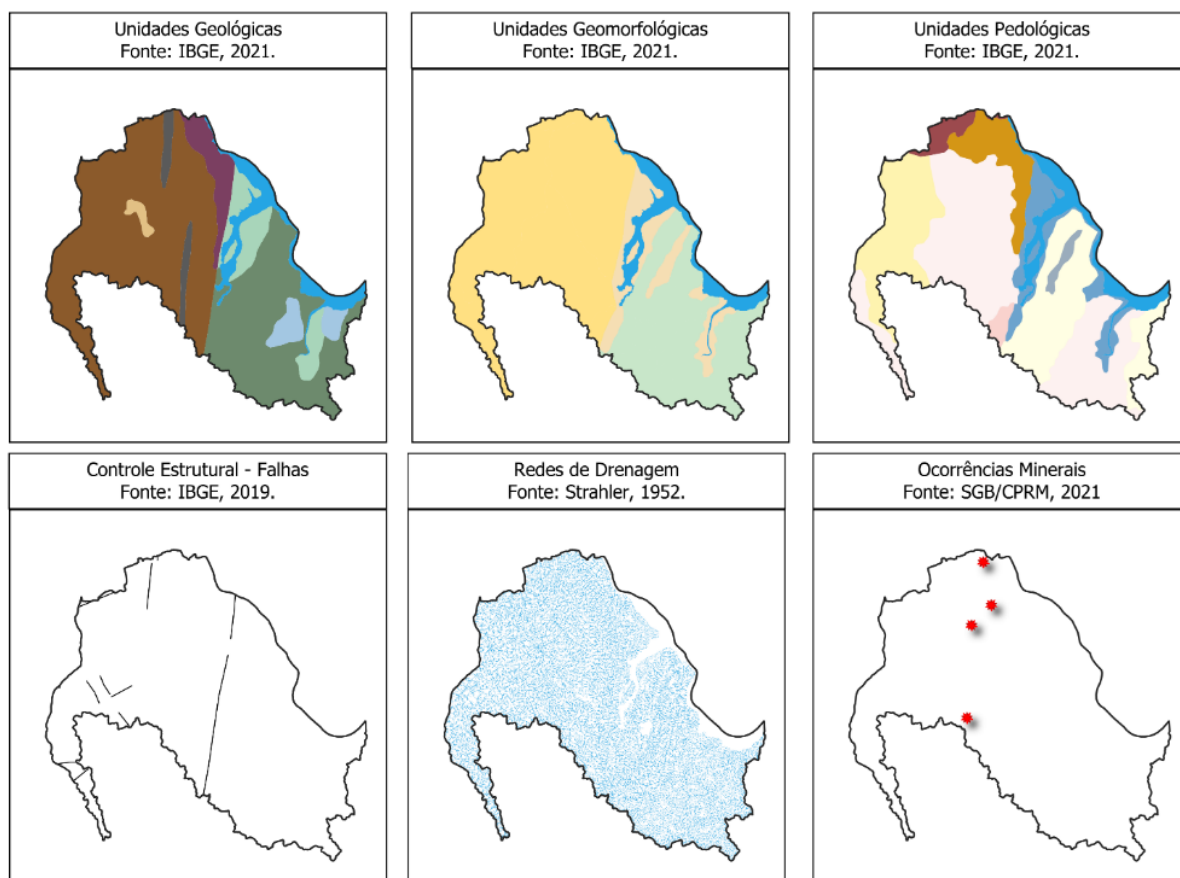 Unidades Geológicas
Fonte: IBGE, 2021.
Unidades Geomorfológicas
Fonte: IBGE, 2021.
Unidades Pedológicas
Fonte: IBGE, 2021.
Controle Estrutural - Falhas
Fonte: IBGE, 2019.
Redes de Drenagem
Fonte: Strahler, 1952.
Ocorrências Minerais
Fonte: SGB/CPRM, 2021